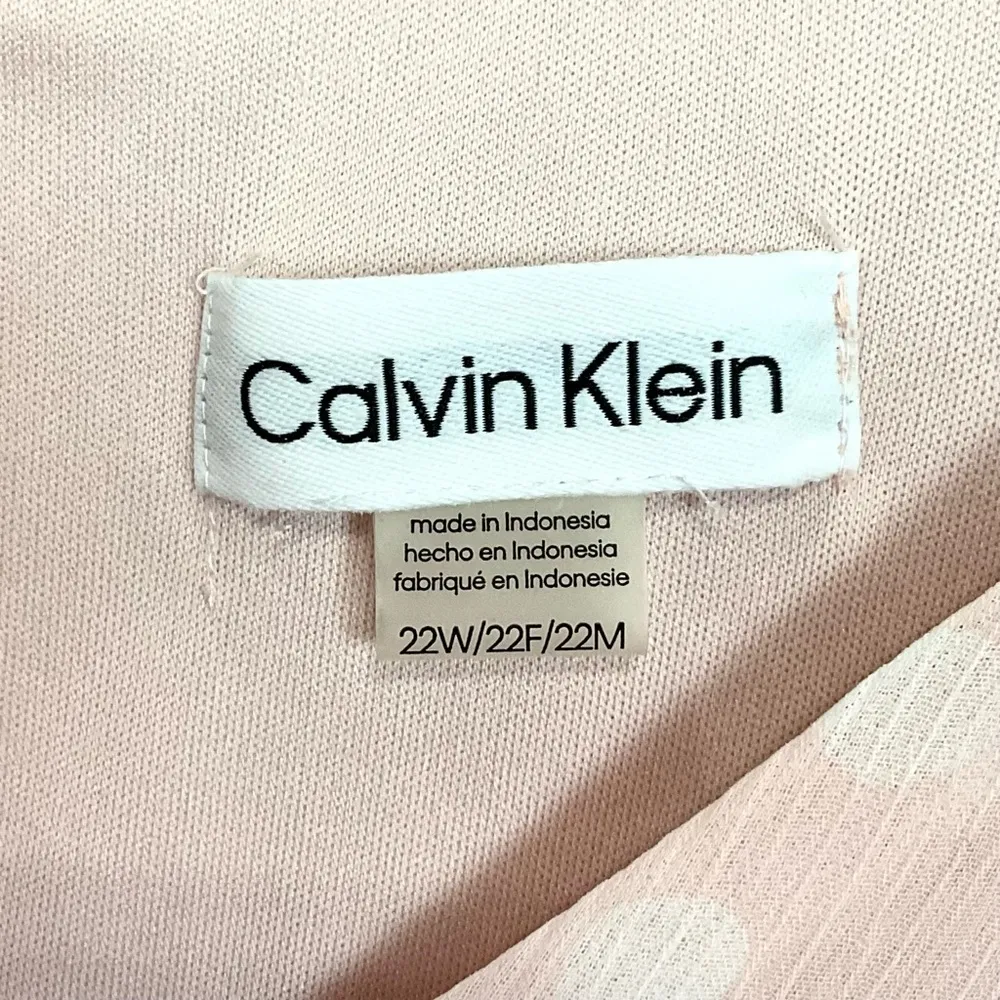 Calvin Klein
made in Indonesia
hecho en Indonesia
fabriqué en Indonesie
22W/22F/22M